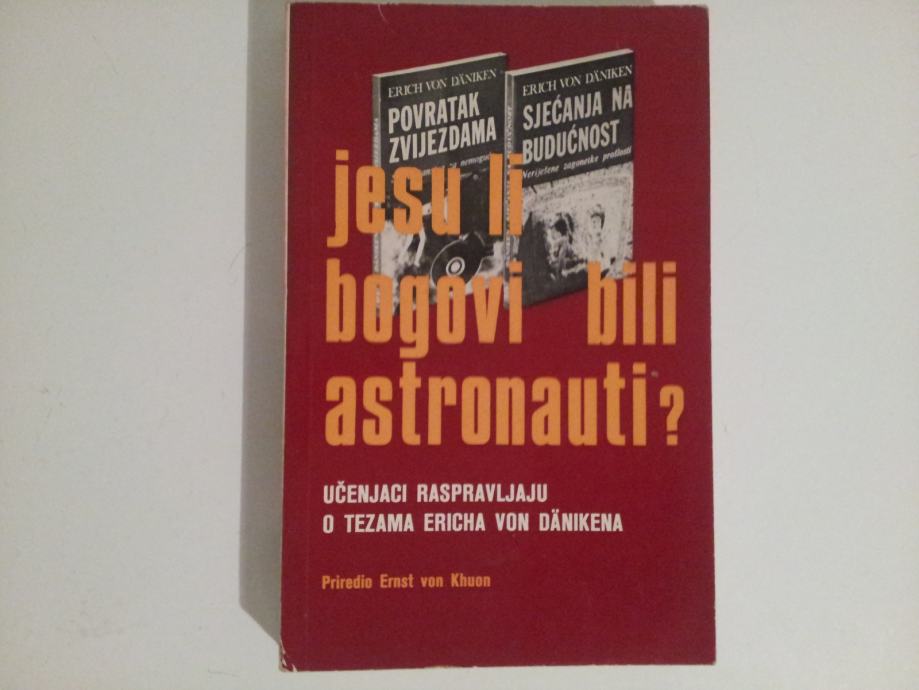 ERICH VON DÄNIKEN
POVRATAK
ZVIJEZDAMA
ERICH VON DÄNIKEN
SJEĆANJA NA
BUDUĆNOST
Neriješene zagonetke prošlosti
jesu li
bogovi bili
astronauti?
UČENJACI RASPRAVLJAJU
O TEZAMA ERICHA VON DÄNIKENA
Priredio Ernst von Khuon